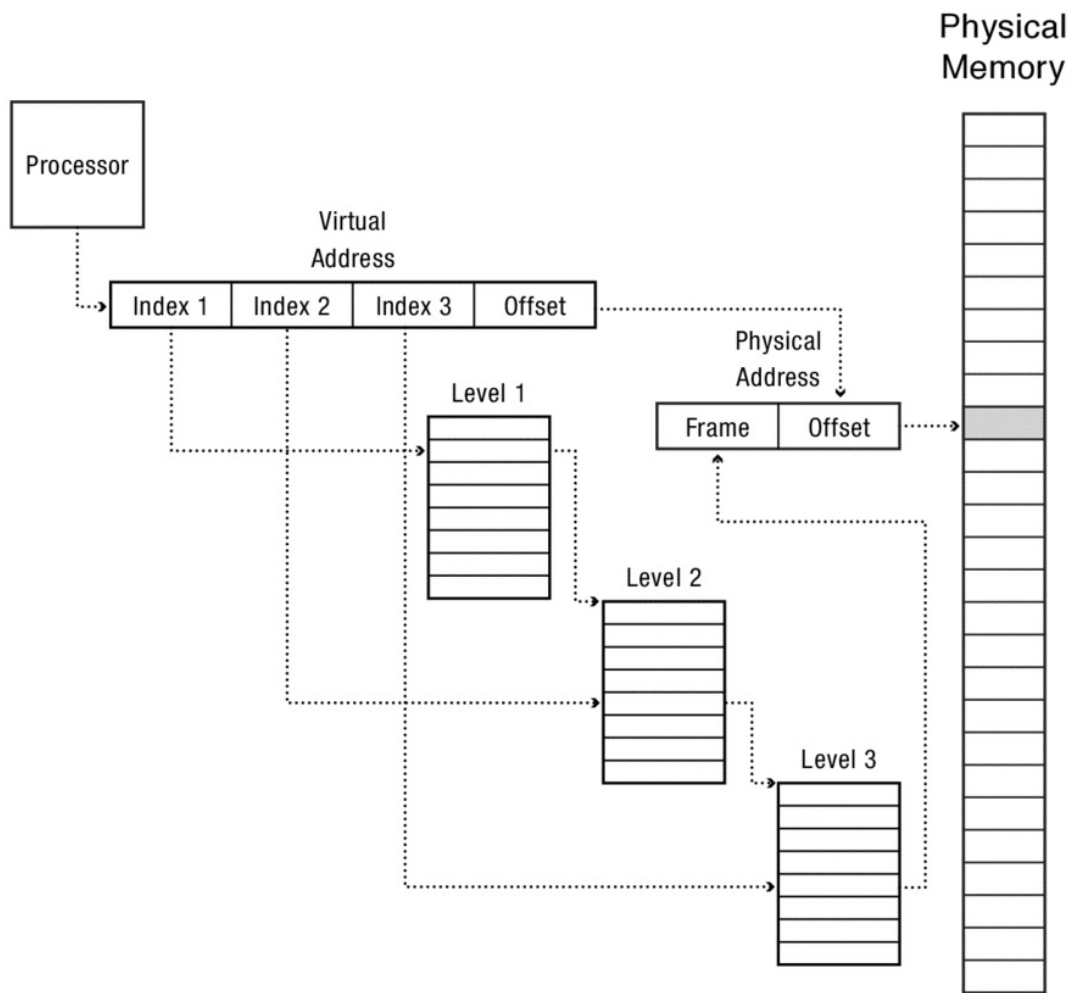 Physical
Memory
Processor
Virtual
Address
Index 1 Index 2 Index 3 Offset
Physical
Address
Level 1
Frame Offset
Level 2
Level 3